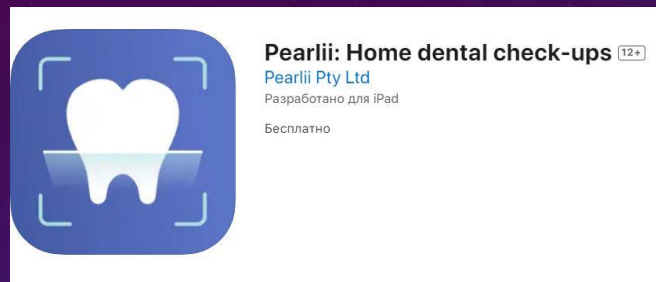 Pearlii: Home dental check-ups 12+
Pearlii Pty Ltd
Разработано для iPad
Бесплатно